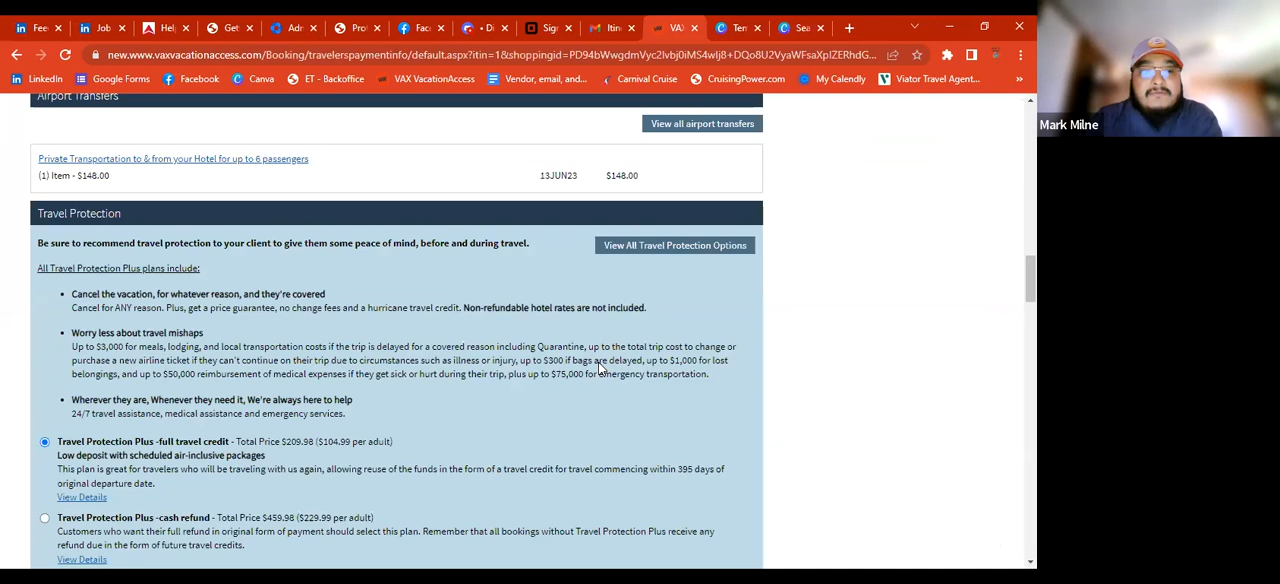 Fee
Job
Hel
Get
Adr
Pro
Fac
Di
Sig
Itin
VAX
Ten
Sea
new.vaxvacationaccess.com/Booking/travelerspaymentinfo/default.aspx?itin=1&shoppingid=
LinkedIn Google Forms Facebook Canva ET - Backoffice VAX VacationAccess Vendor, email, and... Carnival Cruise CruisingPower.com My Calendly Viator Travel Agent... »
Airport Transfers
View all airport transfers
Private Transportation to & from your Hotel for up to 6 passengers
(1) Item - $148.00 13JUN23 $148.00
Travel Protection
Be sure to recommend travel protection to your client to give them some peace of mind, before and during travel. View All Travel Protection Options
All Travel Protection Plus plans include:
• Cancel the vacation, for whatever reason, and they're covered
Cancel for ANY reason. Plus, get a price guarantee, no change fees and a hurricane travel credit. Non-refundable hotel rates are not included.
• Worry less about travel mishaps
Up to $3,000 for meals, lodging, and local transportation costs if the trip is delayed for a covered reason including Quarantine, up to the total trip cost to change or
purchase a new airline ticket if they can't continue on their trip due to circumstances such as illness or injury, up to $300 if bags are delayed, up to $1,000 for lost
belongings, and up to $50,000 reimbursement of medical expenses if they get sick or hurt during their trip, plus up to $75,000 for emergency transportation.
• Wherever they are, Whenever they need it, We're always here to help
24/7 travel assistance, medical assistance and emergency services.
Travel Protection Plus -full travel credit - Total Price $209.98 ($104.99 per adult)
Low deposit with scheduled air-inclusive packages
This plan is great for travelers who will be traveling with us again, allowing reuse of the funds in the form of a travel credit for travel commencing within 395 days of
original departure date.
View Details
Travel Protection Plus -cash refund - Total Price $459.98 ($229.99 per adult)
Customers who want their full refund in original form of payment should select this plan. Remember that all bookings without Travel Protection Plus receive any
refund due in the form of future travel credits.
View Details
Mark Milne